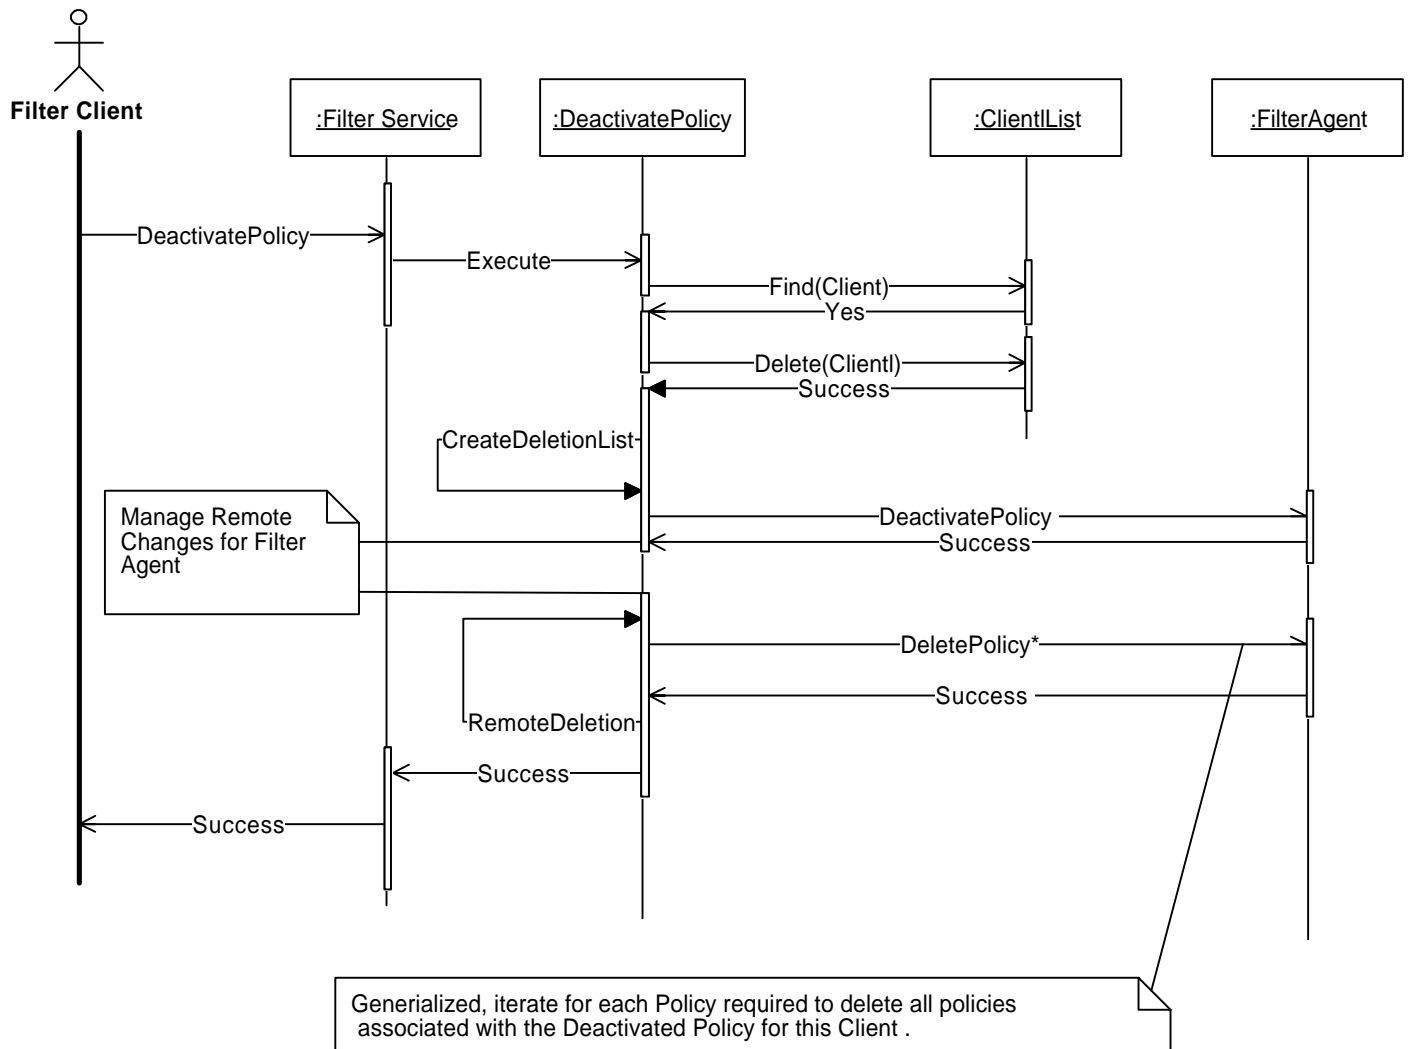 Filter Client
:Filter Service
:DeactivatePolicy
:ClientlList
:FilterAgent
DeactivatePolicy
Execute
Find(Client)
Yes
Delete(Clientl)
Success
CreateDeletionList
Manage Remote
Changes for Filter
Agent
DeactivatePolicy
Success
DeletePolicy*
Success
RemoteDeletion
Success
Success
Generialized, iterate for each Policy required to delete all policies
associated with the Deactivated Policy for this Client .